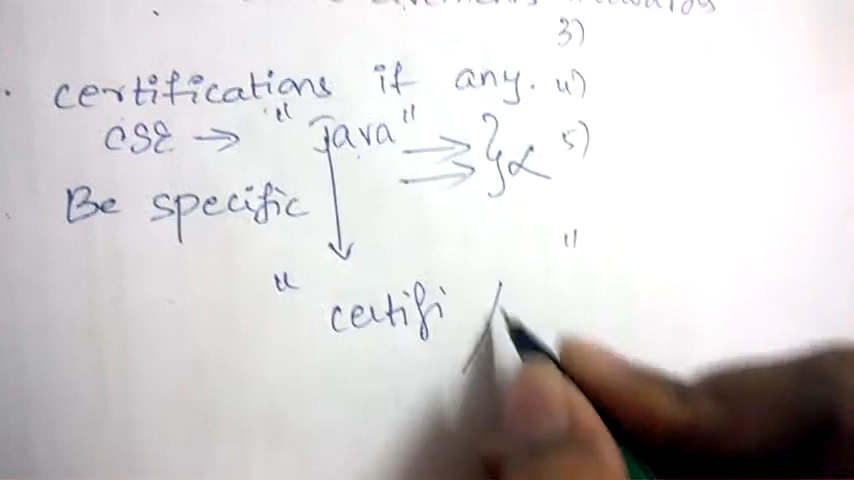 3)
. certifications if any. 4)
CSE → "Java" 5)
. Be specific
" "
certifi /